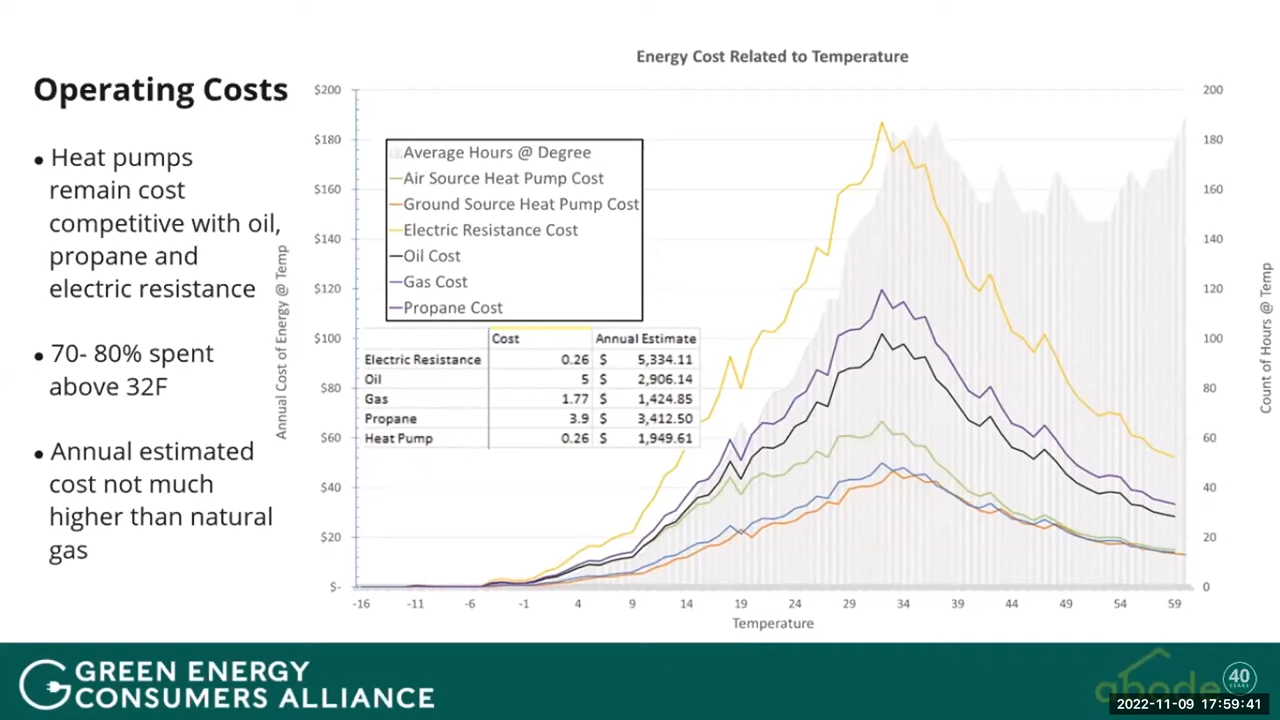 Energy Cost Related to Temperature
Operating Costs
● Heat pumps
remain cost
competitive with oil,
propane and
electric resistance
● 70- 80% spent
above 32F
● Annual estimated
cost not much
higher than natural
gas
Annual Cost of Energy @ Temp
$200
$180
$160
$140
$120
$100
$80
$60
$40
$20
$-
Average Hours @ Degree
Air Source Heat Pump Cost
Ground Source Heat Pump Cost
Electric Resistance Cost
Oil Cost
Gas Cost
Propane Cost
Cost Annual Estimate
Electric Resistance 0.26 $ 5,334.11
Oil 5 $ 2,906.14
Gas 1.77 $ 1,424.85
Propane 3.9 $ 3,412.50
Heat Pump 0.26 $ 1,949.61
200
180
160
140
120
100
80
60
40
20
0
Count of Hours @ Temp
-16 -11 -6 -1 4 9 14 19 24 29 34 39 44 49 54 59
Temperature
GREEN ENERGY
CONSUMERS ALLIANCE
abode
40
YEARS
2022-11-09 17:59:41